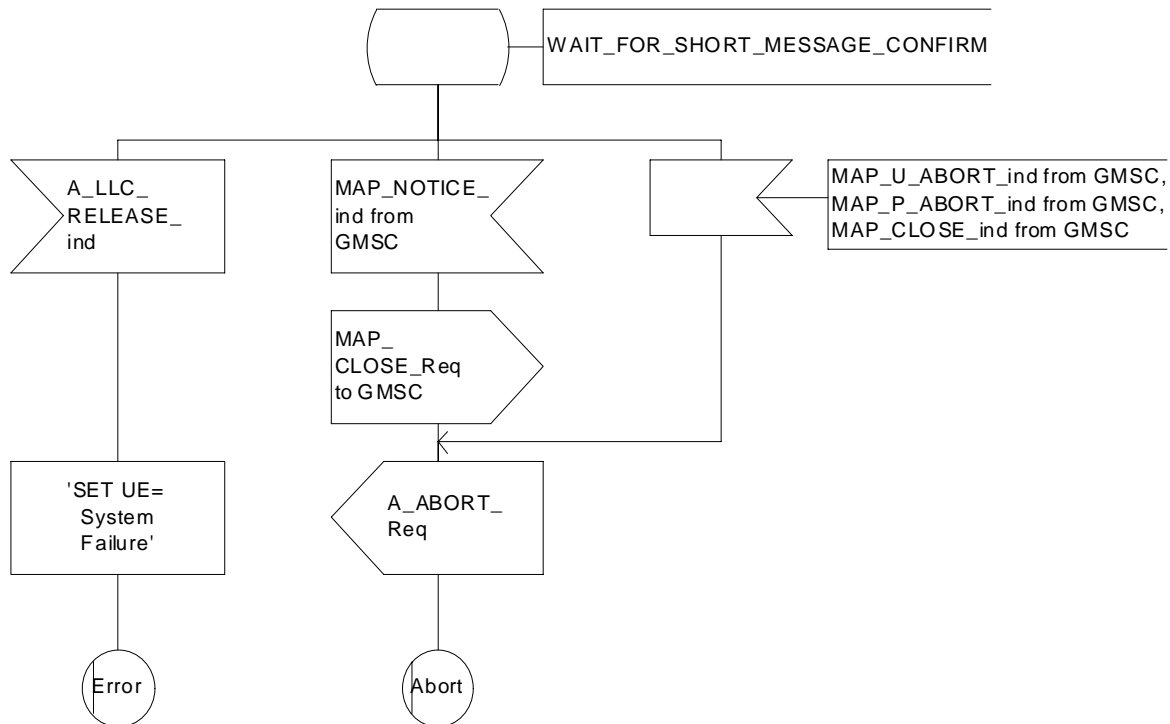 WAIT_FOR_SHORT_MESSAGE_CONFIRM
A_LLC_
RELEASE_
ind
MAP_NOTICE_
ind from
GMSC
MAP_U_ABORT_ind from GMSC,
MAP_P_ABORT_ind from GMSC,
MAP_CLOSE_ind from GMSC
MAP_
CLOSE_Req
to GMSC
'SET UE=
System
Failure'
A_ABORT_
Req
Error
Abort